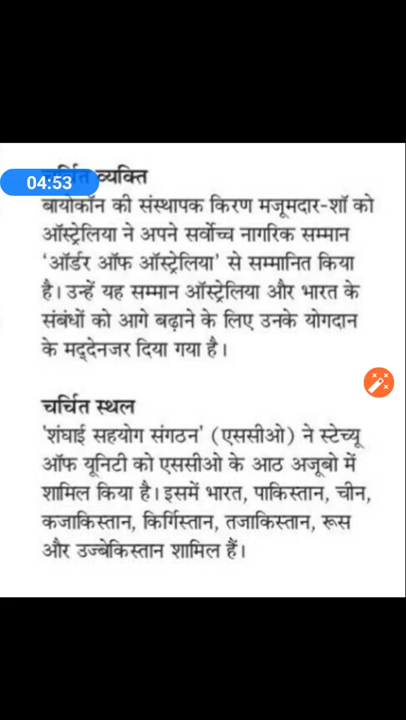 04:53
व्यक्ति
बायोकॉन की संस्थापक किरण मजूमदार-शॉ को
ऑस्ट्रेलिया ने अपने सर्वोच्च नागरिक सम्मान
'ऑर्डर ऑफ ऑस्ट्रेलिया' से सम्मानित किया
है। उन्हें यह सम्मान ऑस्ट्रेलिया और भारत के
संबंधों को आगे बढ़ाने के लिए उनके योगदान
के मद्देनजर दिया गया है।
चर्चित स्थल
'शंघाई सहयोग संगठन' (एससीओ) ने स्टेच्यू
ऑफ यूनिटी को एससीओ के आठ अजूबो में
शामिल किया है। इसमें भारत, पाकिस्तान, चीन,
कजाकिस्तान, किर्गिस्तान, तजाकिस्तान, रूस
और उज्बेकिस्तान शामिल हैं।